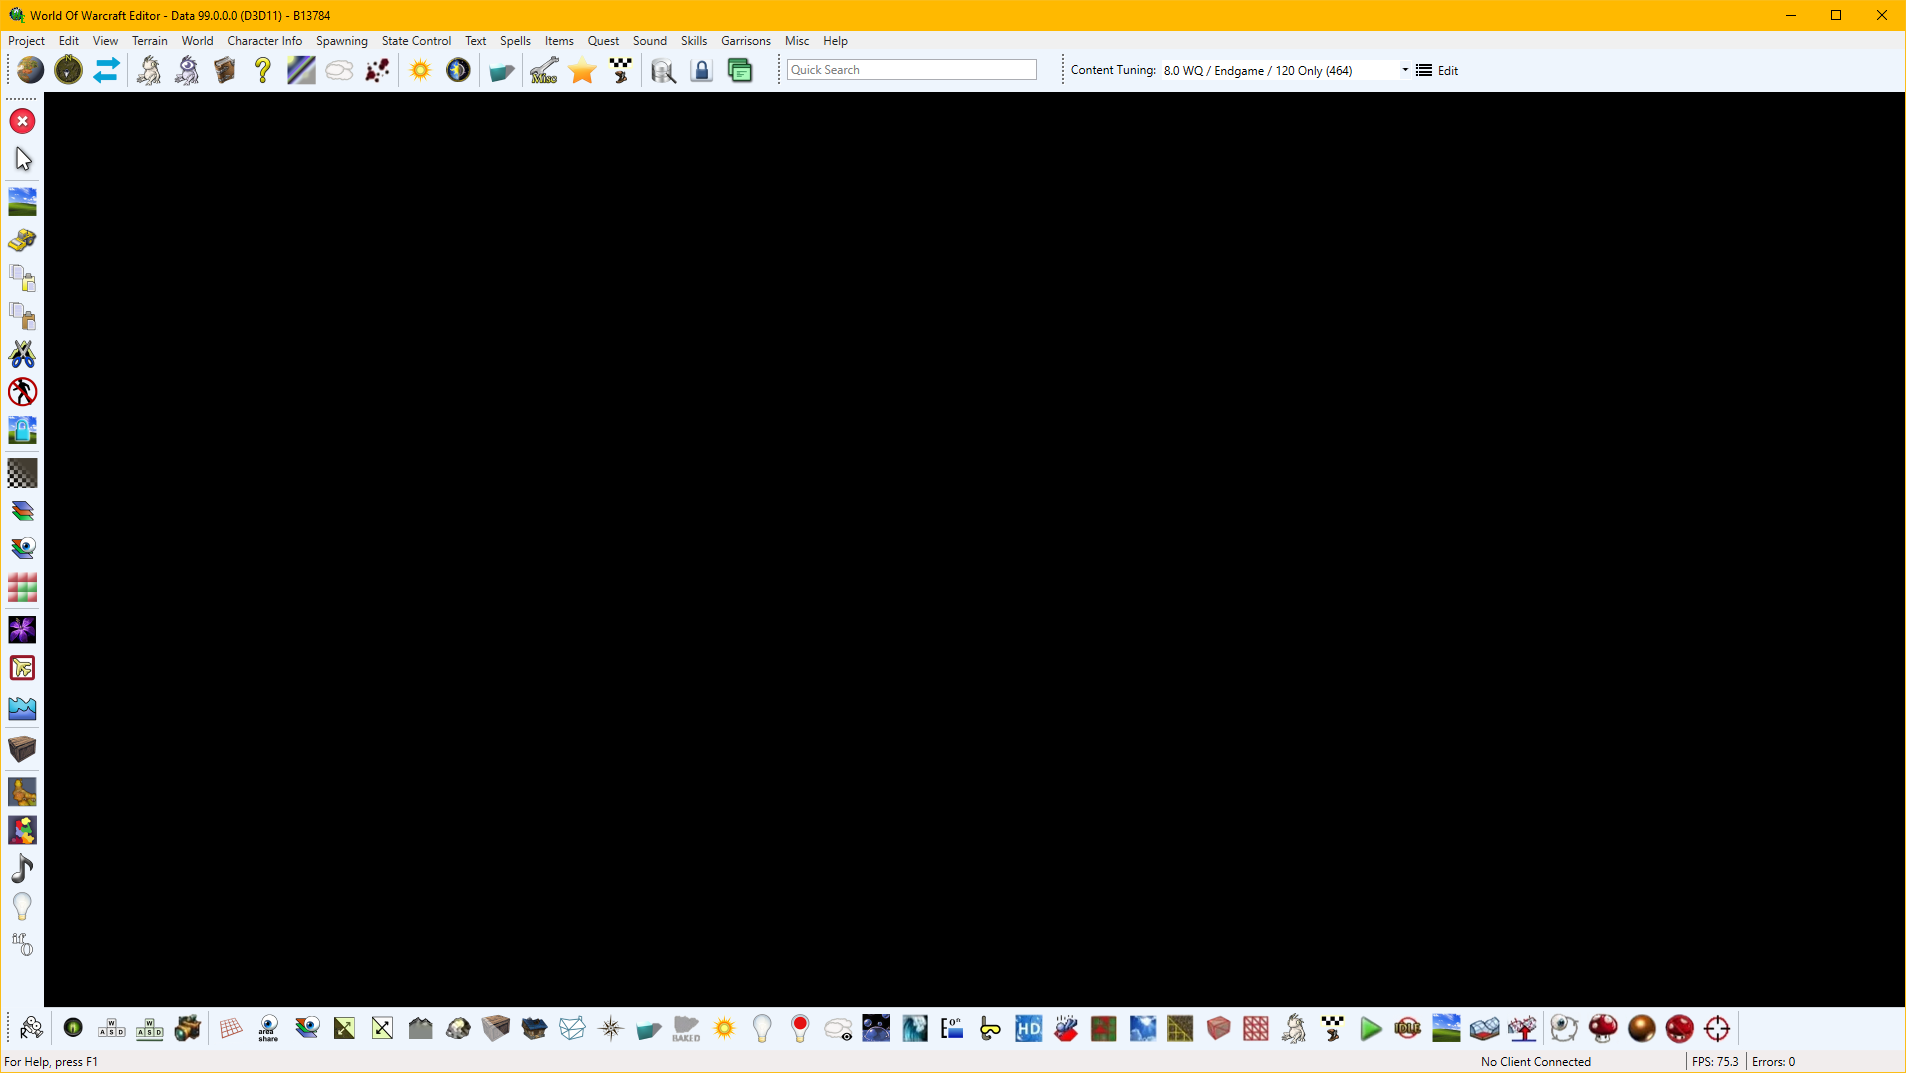 World Of Warcraft Editor - Data 99.0.0.0 (D3D11) - B13784
Project Edit View Terrain World Character Info Spawning State Control Text Spells Items Quest Sound Skills Garrisons Misc Help
N Misc Quick Search Content Tuning: 8.0 WQ / Endgame / 120 Only (464) Edit
if
W A S D W A S D area share BAKED HD IDLE
For Help, press F1 No Client Connected FPS: 75.3 Errors: 0